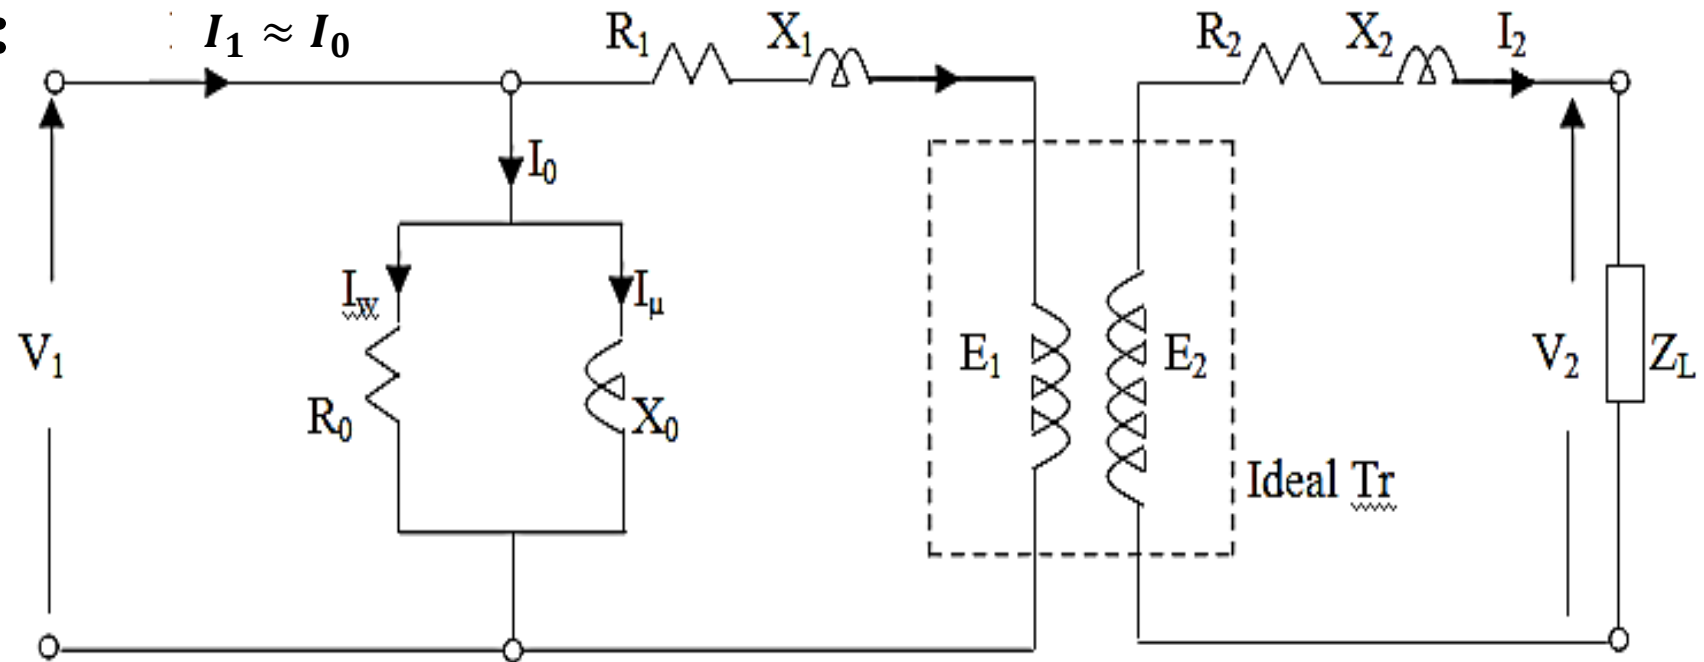 : I₁ ≈ I₀ R₁ X₁ R₂ X₂ I₂
I₀
I_w I_μ
V₁ E₁ E₂ V₂ Z_L
R₀ X₀
Ideal Tr